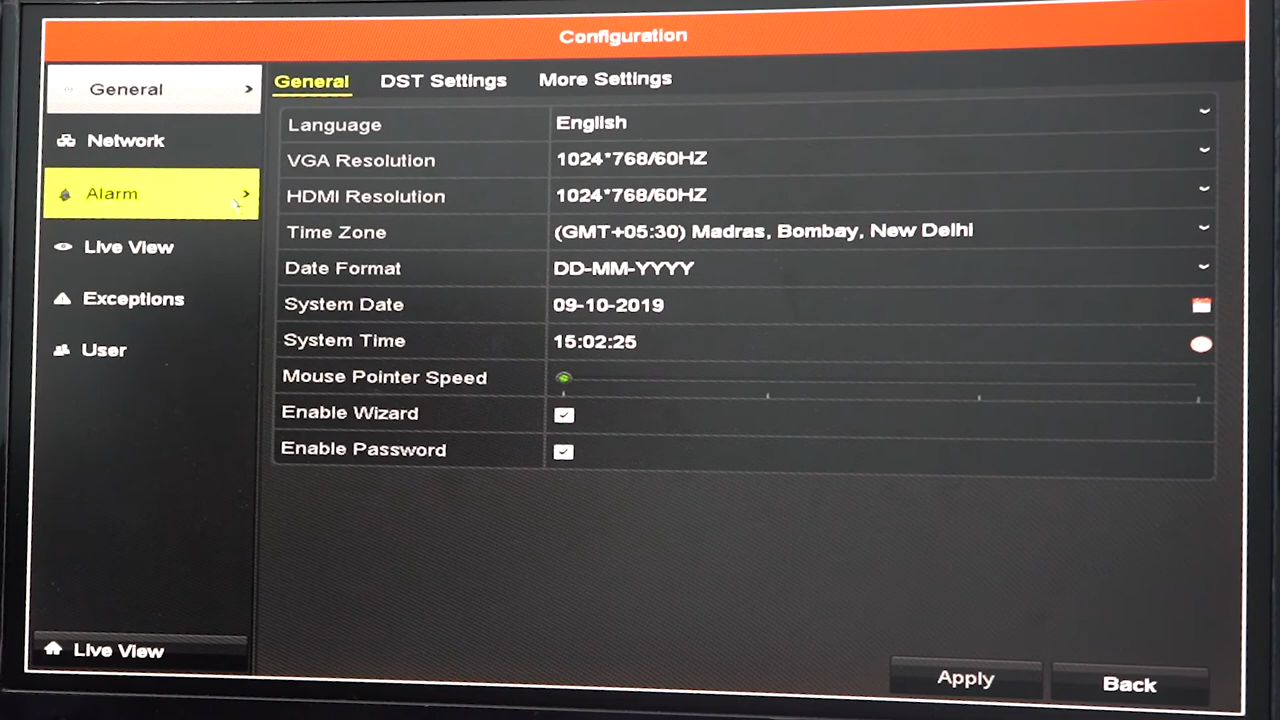 Configuration
General
Network
Alarm
Live View
Exceptions
User
Live View
General DST Settings More Settings
Language English
VGA Resolution 1024*768/60HZ
HDMI Resolution 1024*768/60HZ
Time Zone (GMT+05:30) Madras, Bombay, New Delhi
Date Format DD-MM-YYYY
System Date 09-10-2019
System Time 15:02:25
Mouse Pointer Speed
Enable Wizard
Enable Password
Apply Back